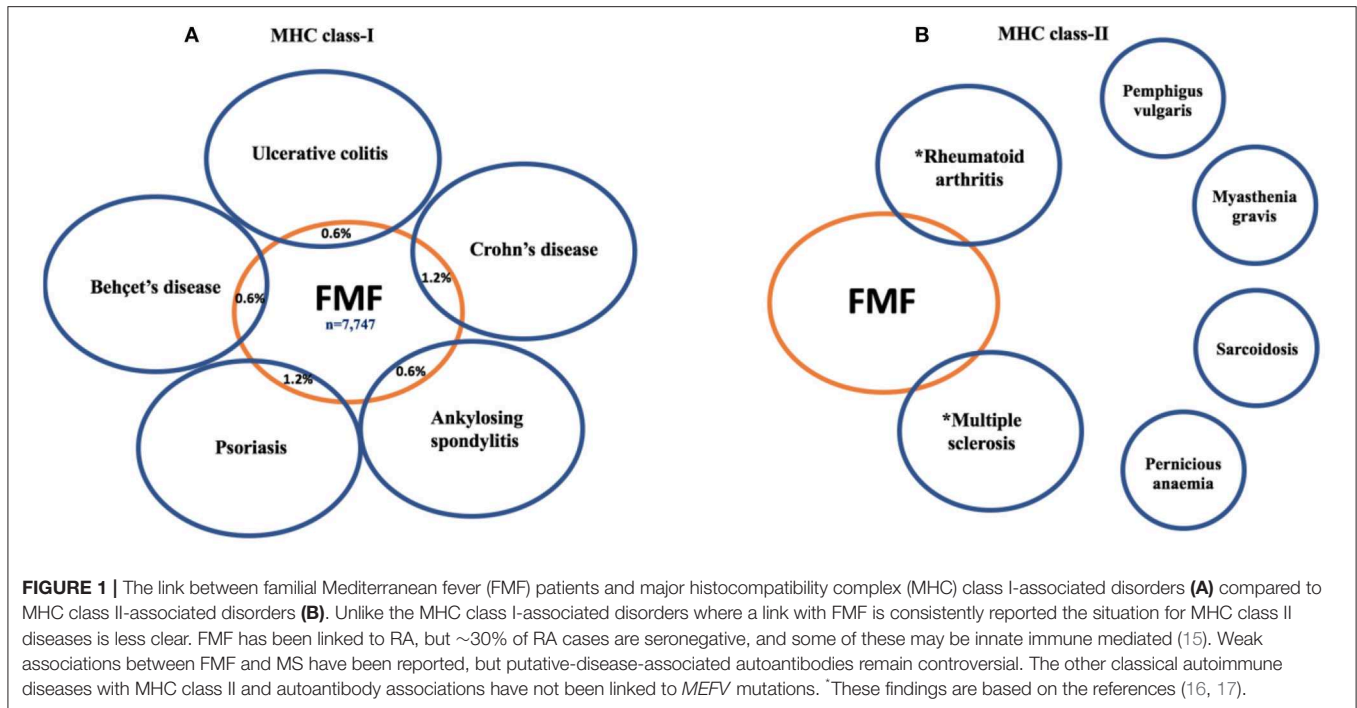 A
MHC class-I
Ulcerative colitis
Crohn's disease
Behçet's disease
Psoriasis
Ankylosing
spondylitis
0.6%
1.2%
0.6%
1.2%
0.6%
FMF
n=7,747
B
MHC class-II
*Rheumatoid
arthritis
FMF
*Multiple
sclerosis
Pemphigus
vulgaris
Myasthenia
gravis
Sarcoidosis
Pernicious
anaemia
FIGURE 1 | The link between familial Mediterranean fever (FMF) patients and major histocompatibility complex (MHC) class I-associated disorders (A) compared to
MHC class II-associated disorders (B). Unlike the MHC class I-associated disorders where a link with FMF is consistently reported the situation for MHC class II
diseases is less clear. FMF has been linked to RA, but ~30% of RA cases are seronegative, and some of these may be innate immune mediated (15). Weak
associations between FMF and MS have been reported, but putative-disease-associated autoantibodies remain controversial. The other classical autoimmune
diseases with MHC class II and autoantibody associations have not been linked to MEFV mutations. *These findings are based on the references (16, 17).